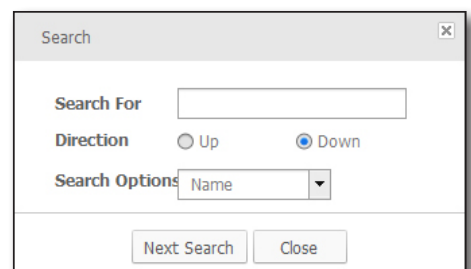 Search
Search For
Direction Up Down
Search Options Name
Next Search Close